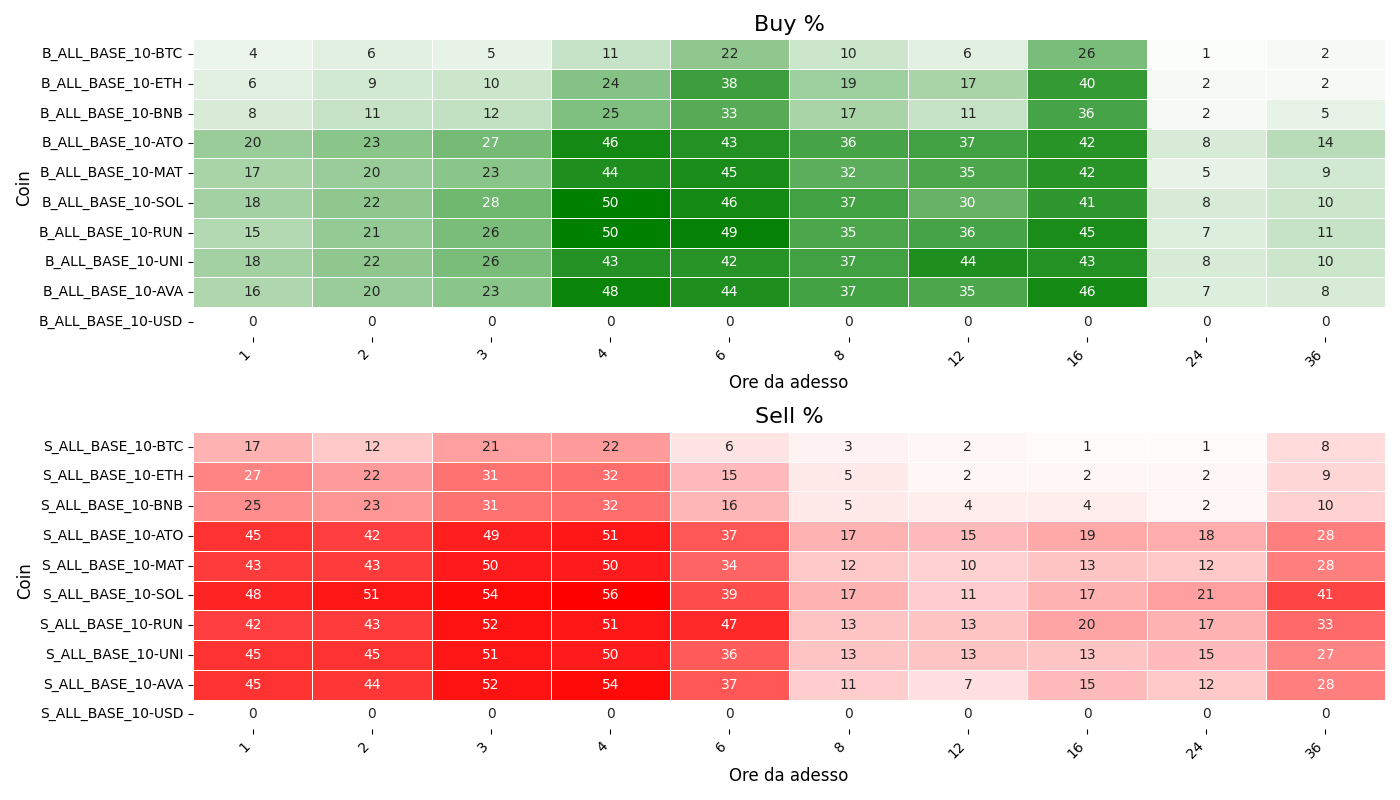 Buy %
Coin
B_ALL_BASE_10-BTC 4 6 5 11 22 10 6 26 1 2
B_ALL_BASE_10-ETH 6 9 10 24 38 19 17 40 2 2
B_ALL_BASE_10-BNB 8 11 12 25 33 17 11 36 2 5
B_ALL_BASE_10-ATO 20 23 27 46 43 36 37 42 8 14
B_ALL_BASE_10-MAT 17 20 23 44 45 32 35 42 5 9
B_ALL_BASE_10-SOL 18 22 28 50 46 37 30 41 8 10
B_ALL_BASE_10-RUN 15 21 26 50 49 35 36 45 7 11
B_ALL_BASE_10-UNI 18 22 26 43 42 37 44 43 8 10
B_ALL_BASE_10-AVA 16 20 23 48 44 37 35 46 7 8
B_ALL_BASE_10-USD 0 0 0 0 0 0 0 0 0 0
1 2 3 4 6 8 12 16 24 36
Ore da adesso
Sell %
Coin
S_ALL_BASE_10-BTC 17 12 21 22 6 3 2 1 1 8
S_ALL_BASE_10-ETH 27 22 31 32 15 5 2 2 2 9
S_ALL_BASE_10-BNB 25 23 31 32 16 5 4 4 2 10
S_ALL_BASE_10-ATO 45 42 49 51 37 17 15 19 18 28
S_ALL_BASE_10-MAT 43 43 50 50 34 12 10 13 12 28
S_ALL_BASE_10-SOL 48 51 54 56 39 17 11 17 21 41
S_ALL_BASE_10-RUN 42 43 52 51 47 13 13 20 17 33
S_ALL_BASE_10-UNI 45 45 51 50 36 13 13 13 15 27
S_ALL_BASE_10-AVA 45 44 52 54 37 11 7 15 12 28
S_ALL_BASE_10-USD 0 0 0 0 0 0 0 0 0 0
1 2 3 4 6 8 12 16 24 36
Ore da adesso